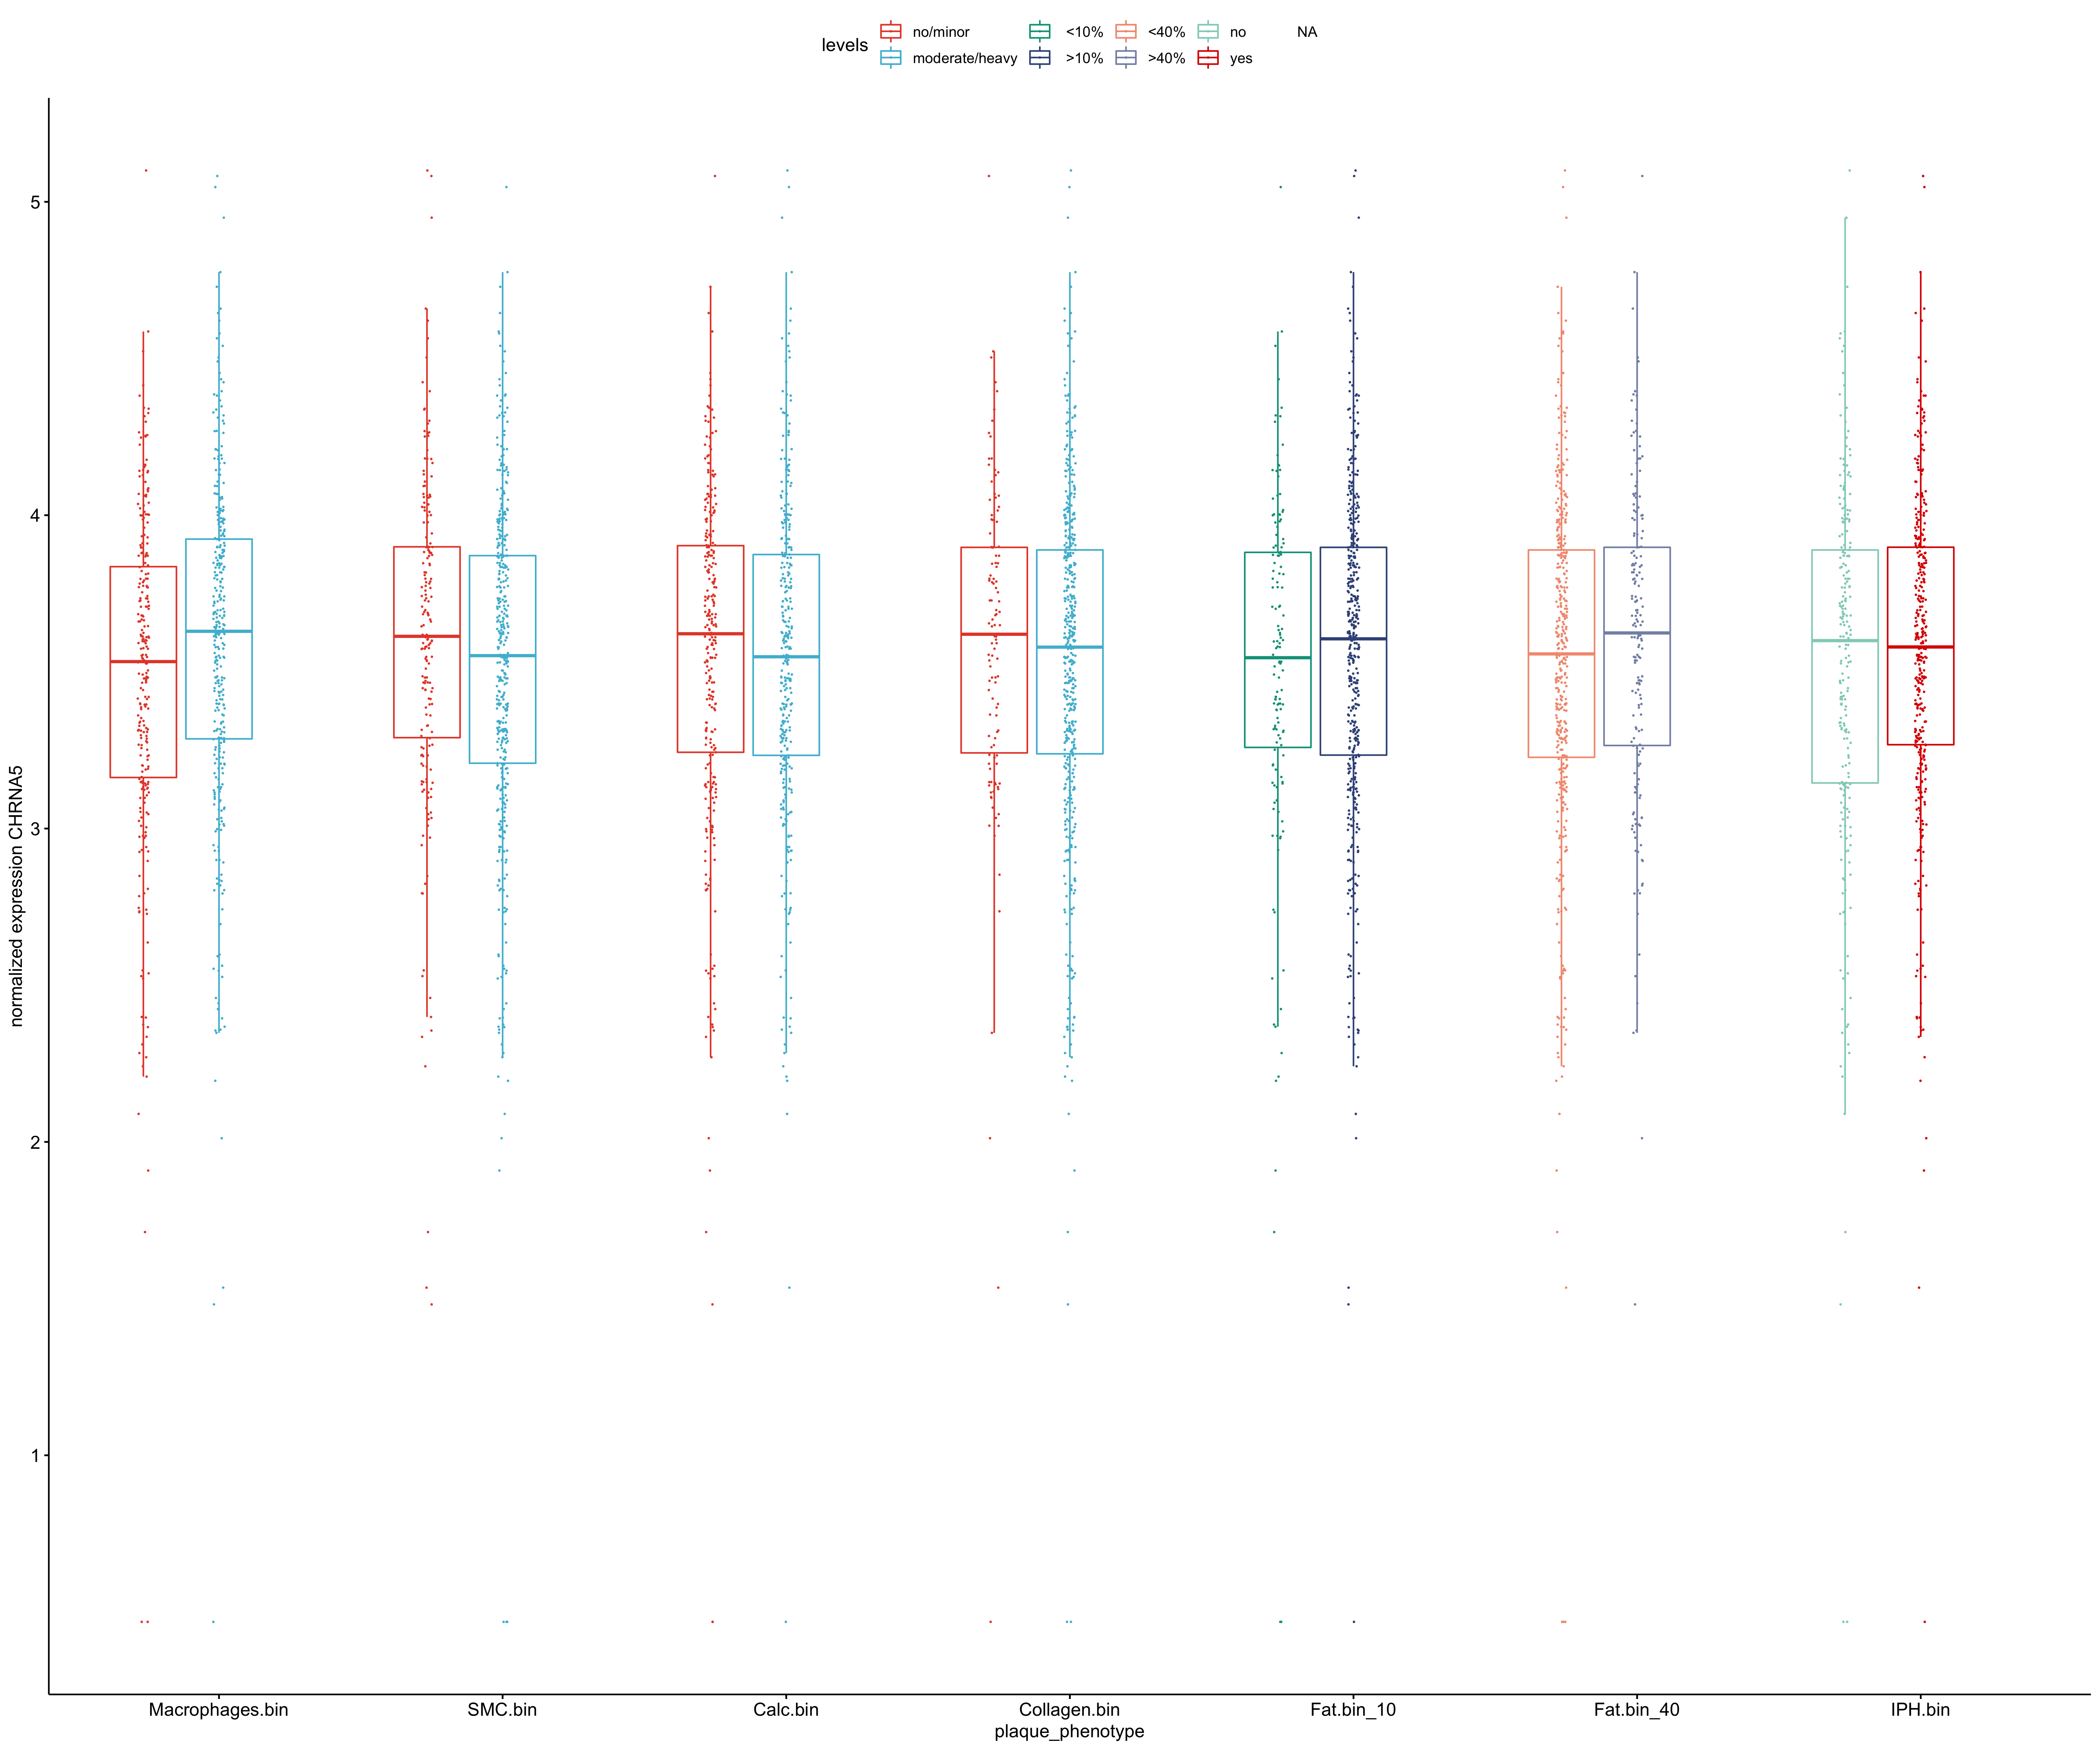 levels
no/minor
<10%
<40%
no
NA
moderate/heavy
>10%
>40%
yes
normalized expression CHRNA5
5
4
3
2
1
Macrophages.bin
SMC.bin
Calc.bin
Collagen.bin
Fat.bin_10
Fat.bin_40
IPH.bin
plaque_phenotype